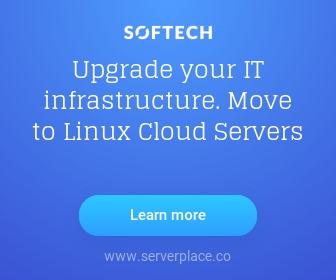 SOFTECH
Upgrade your IT
infrastructure. Move
to Linux Cloud Servers
Learn more
www.serverplace.co